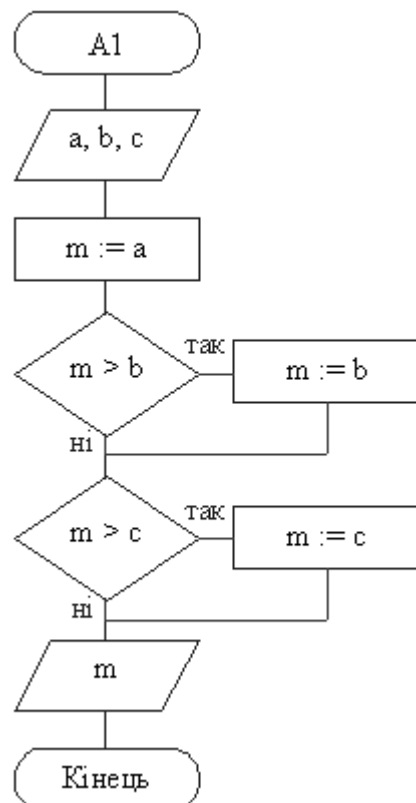 A1
a, b, c
m := a
m > b
так
m := b
ні
m > c
так
m := c
ні
m
Кінець